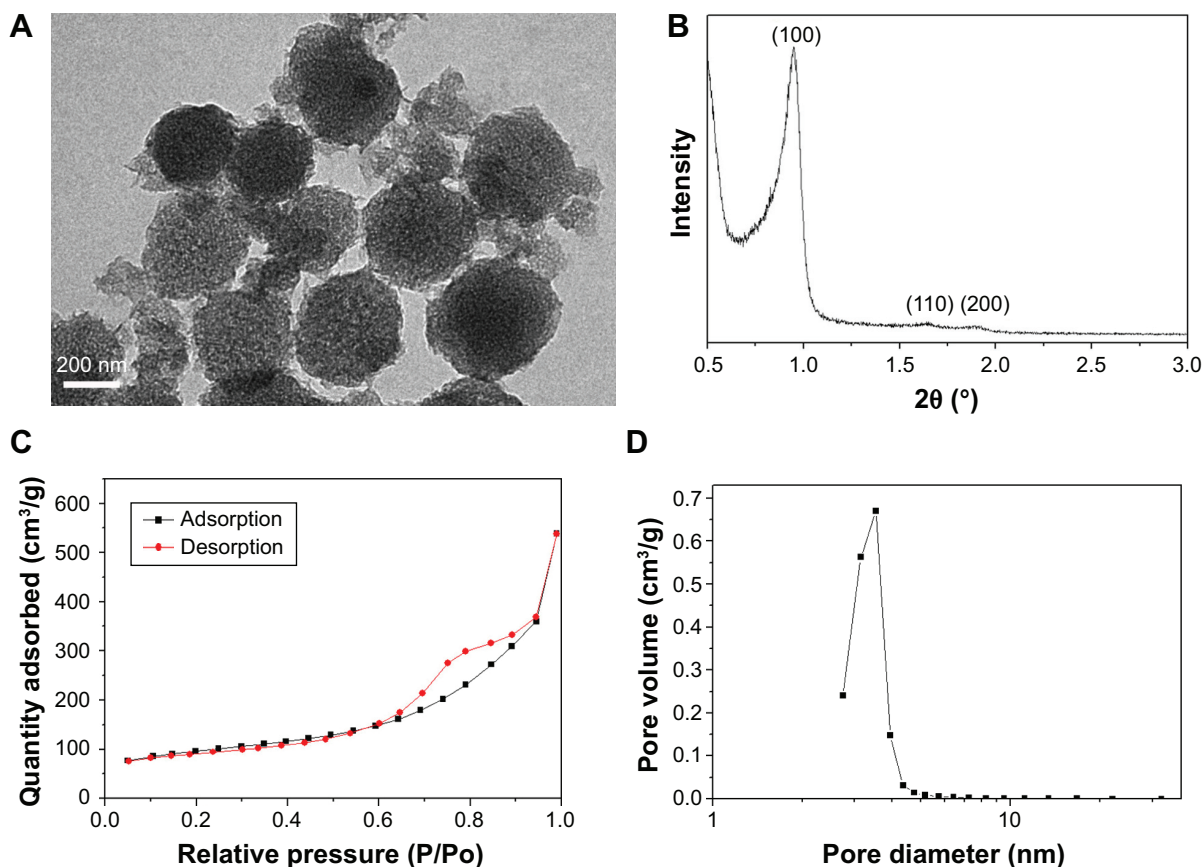 A
200 nm
B
(100)
(110) (200)
Intensity
0.5 1.0 1.5 2.0 2.5 3.0
2θ (°)
C
Quantity adsorbed (cm³/g)
600
500
400
300
200
100
0
Adsorption
Desorption
0.0 0.2 0.4 0.6 0.8 1.0
Relative pressure (P/Po)
D
Pore volume (cm³/g)
0.7
0.6
0.5
0.4
0.3
0.2
0.1
0.0
1 10
Pore diameter (nm)